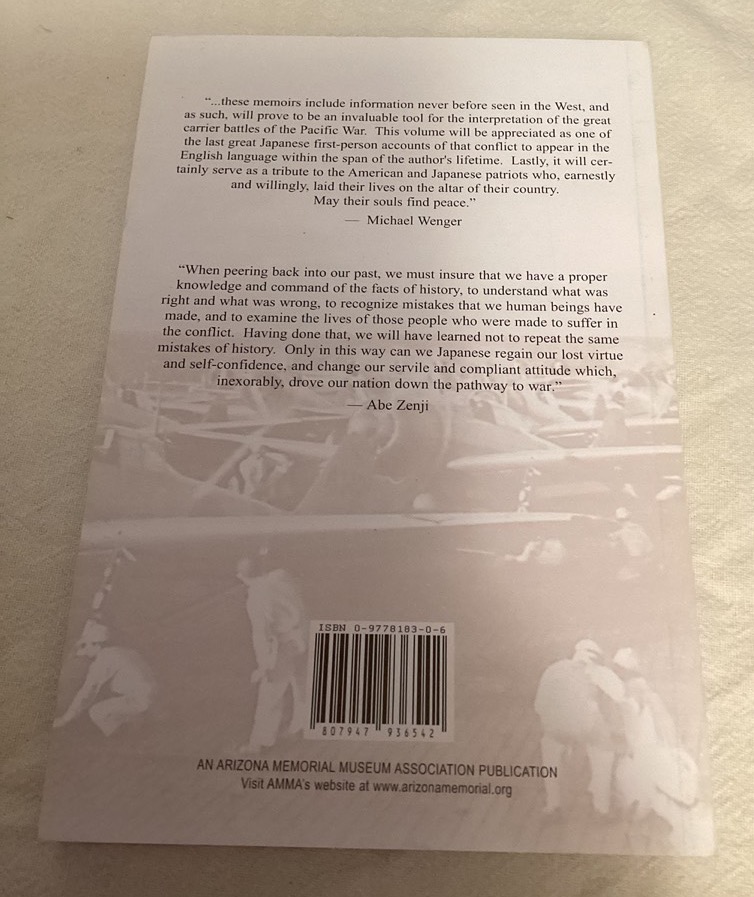 “...these memoirs include information never before seen in the West, and
as such, will prove to be an invaluable tool for the interpretation of the great
carrier battles of the Pacific War. This volume will be appreciated as one of
the last great Japanese first-person accounts of that conflict to appear in the
English language within the span of the author's lifetime. Lastly, it will cer-
tainly serve as a tribute to the American and Japanese patriots who, earnestly
and willingly, laid their lives on the altar of their country.
May their souls find peace.”
— Michael Wenger
“When peering back into our past, we must insure that we have a proper
knowledge and command of the facts of history, to understand what was
right and what was wrong, to recognize mistakes that we human beings have
made, and to examine the lives of those people who were made to suffer in
the conflict. Having done that, we will have learned not to repeat the same
mistakes of history. Only in this way can we Japanese regain our lost virtue
and self-confidence, and change our servile and compliant attitude which,
inexorably, drove our nation down the pathway to war.”
— Abe Zenji
ISBN 0-9778183-0-6
807947 936542
AN ARIZONA MEMORIAL MUSEUM ASSOCIATION PUBLICATION
Visit AMMA's website at www.arizonamemorial.org